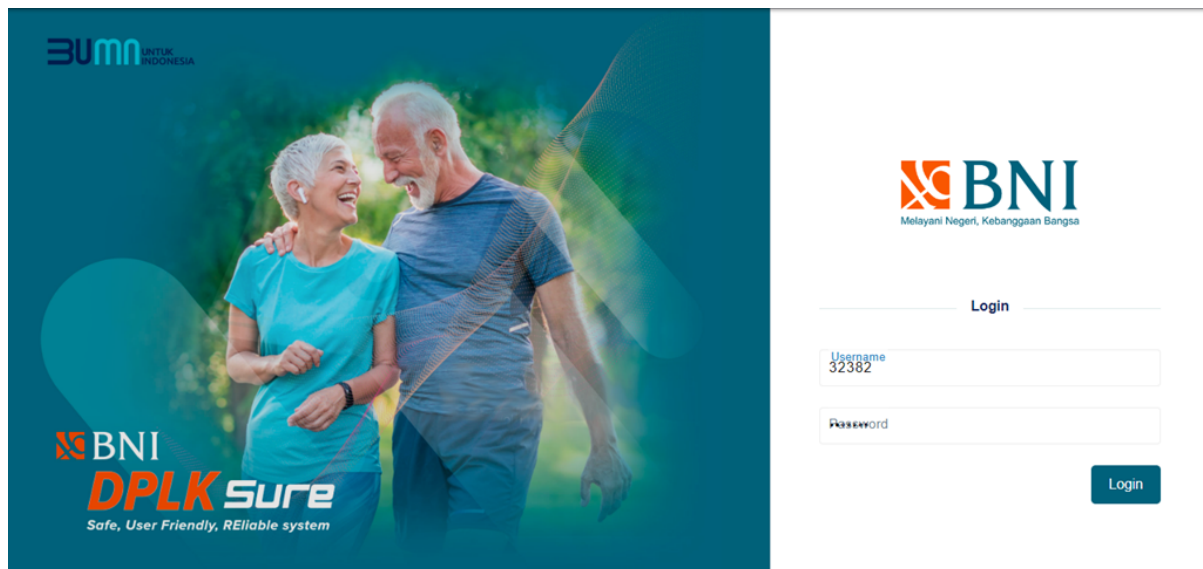 BUMN UNTUK
INDONESIA
BNI
DPLK Sure
Safe, User Friendly, REliable system
BNI
Melayani Negeri, Kebanggaan Bangsa
Login
Username
32382
Password
Login